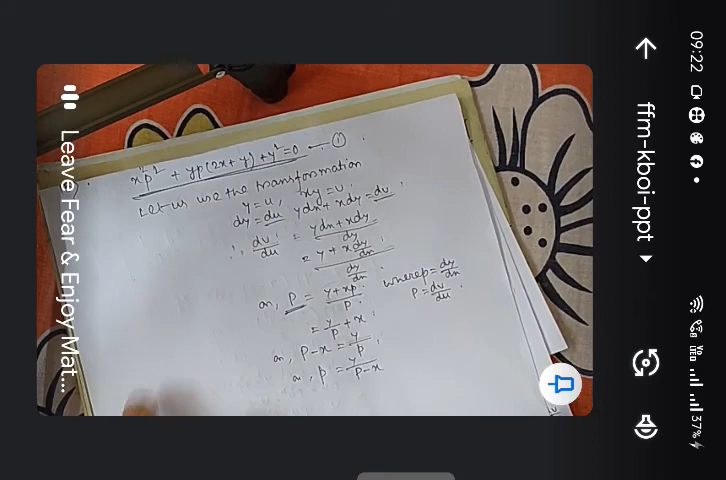 09:22
ffm-kboi-ppt
37%
Leave Fear & Enjoy Mat...
x²p² + yp(2x+y) + y² = 0 — ①
Let us use the transformation
y = u, xy = v
dy = du, ydx + xdy = dv
∴ dv/du = (ydx + xdy)/dy
= (y + x dy/dx)/(dy/dx)
or, P = (y+xp)/p, where p = dy/dx
P = dv/du
= y/p + x
or, P-x = y/p
or, p = y/(P-x)